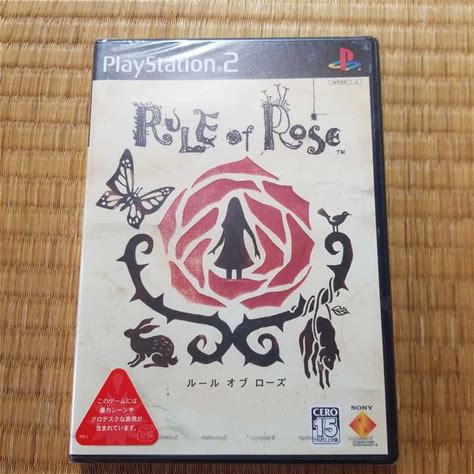 PlayStation®2
NTSC J
RULE of ROSE™
ルール オブ ローズ
このゲームには
暴力シーンや
グロテスクな表現が
含まれています。
CERO
15
SONY